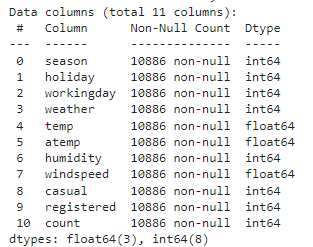 Data columns (total 11 columns):
 #   Column      Non-Null Count  Dtype
---  ------      --------------  -----
 0   season      10886 non-null  int64
 1   holiday     10886 non-null  int64
 2   workingday  10886 non-null  int64
 3   weather     10886 non-null  int64
 4   temp        10886 non-null  float64
 5   atemp       10886 non-null  float64
 6   humidity    10886 non-null  int64
 7   windspeed   10886 non-null  float64
 8   casual      10886 non-null  int64
 9   registered  10886 non-null  int64
 10  count       10886 non-null  int64
dtypes: float64(3), int64(8)